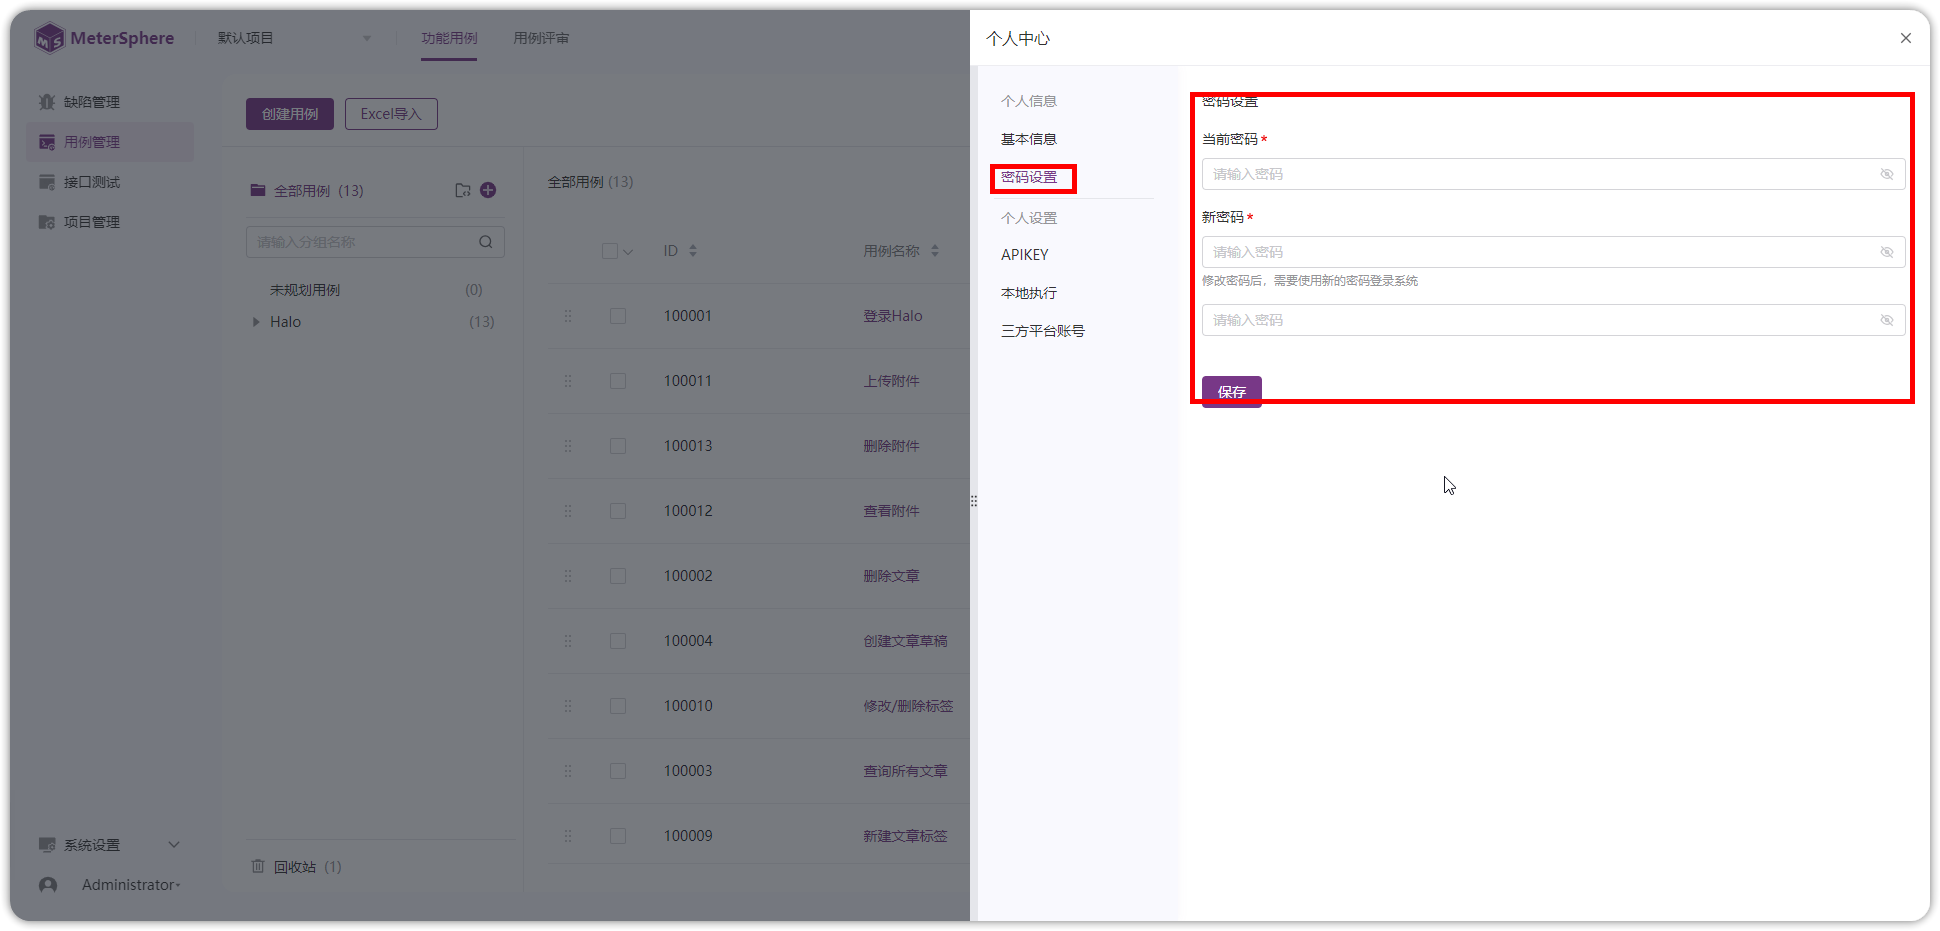 MeterSphere
默认项目
功能用例
用例评审
缺陷管理
用例管理
接口测试
项目管理
系统设置
Administrator
创建用例
Excel导入
全部用例 (13)
请输入分组名称
未规划用例 (0)
Halo (13)
回收站 (1)
全部用例 (13)
ID 用例名称
100001 登录Halo
100011 上传附件
100013 删除附件
100012 查看附件
100002 删除文章
100004 创建文章草稿
100010 修改/删除标签
100003 查询所有文章
100009 新建文章标签
个人中心
个人信息
基本信息
密码设置
个人设置
APIKEY
本地执行
三方平台账号
密码设置
当前密码*
请输入密码
新密码*
请输入密码
修改密码后，需要使用新的密码登录系统
请输入密码
保存